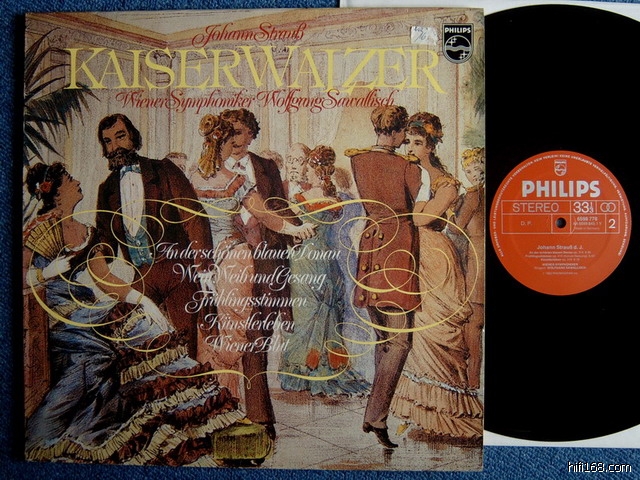 Johann Strauß
KAISERWALZER
Wiener Symphoniker Wolfgang Sawallisch
An der schönen blauen Donau
Wein, Weib und Gesang
Frühlingsstimmen
Künstlerleben
Wiener Blut
PHILIPS
PHILIPS
STEREO 33⅓
2
Johann Strauß
hifi168.com